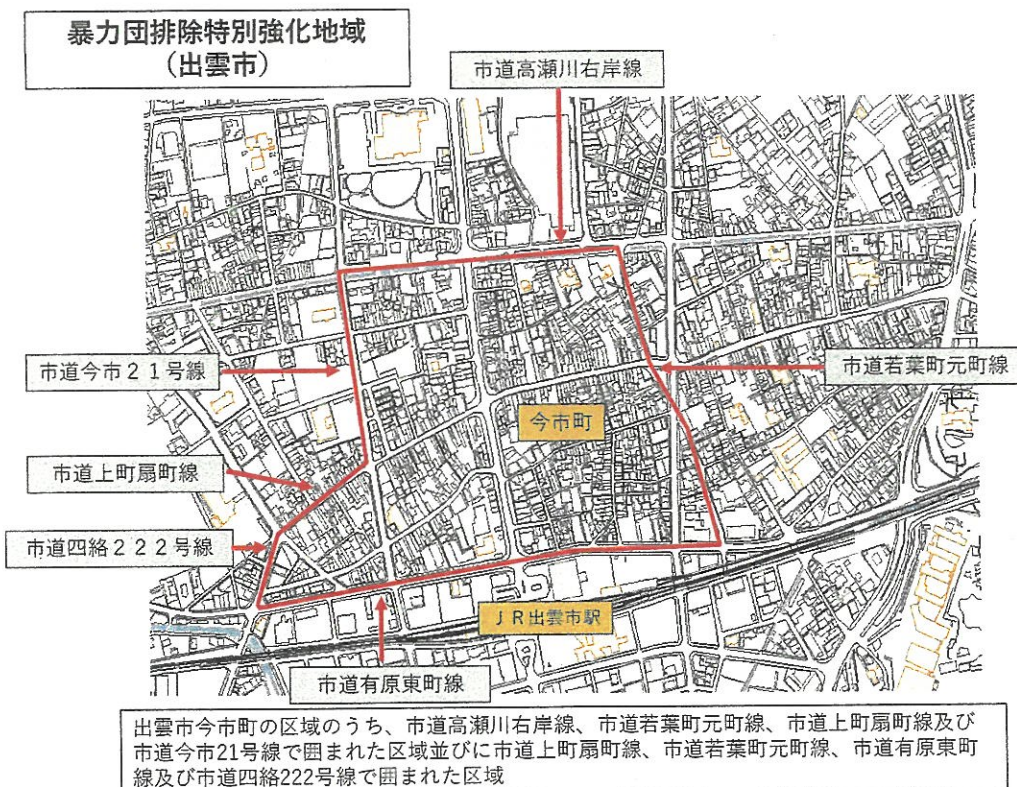 暴力団排除特別強化地域
（出雲市）
市道高瀬川右岸線
市道今市２１号線
市道若葉町元町線
今市町
市道上町扇町線
市道四絡２２２号線
ＪＲ出雲市駅
市道有原東町線
出雲市今市町の区域のうち、市道高瀬川右岸線、市道若葉町元町線、市道上町扇町線及び
市道今市21号線で囲まれた区域並びに市道上町扇町線、市道若葉町元町線、市道有原東町
線及び市道四絡222号線で囲まれた区域